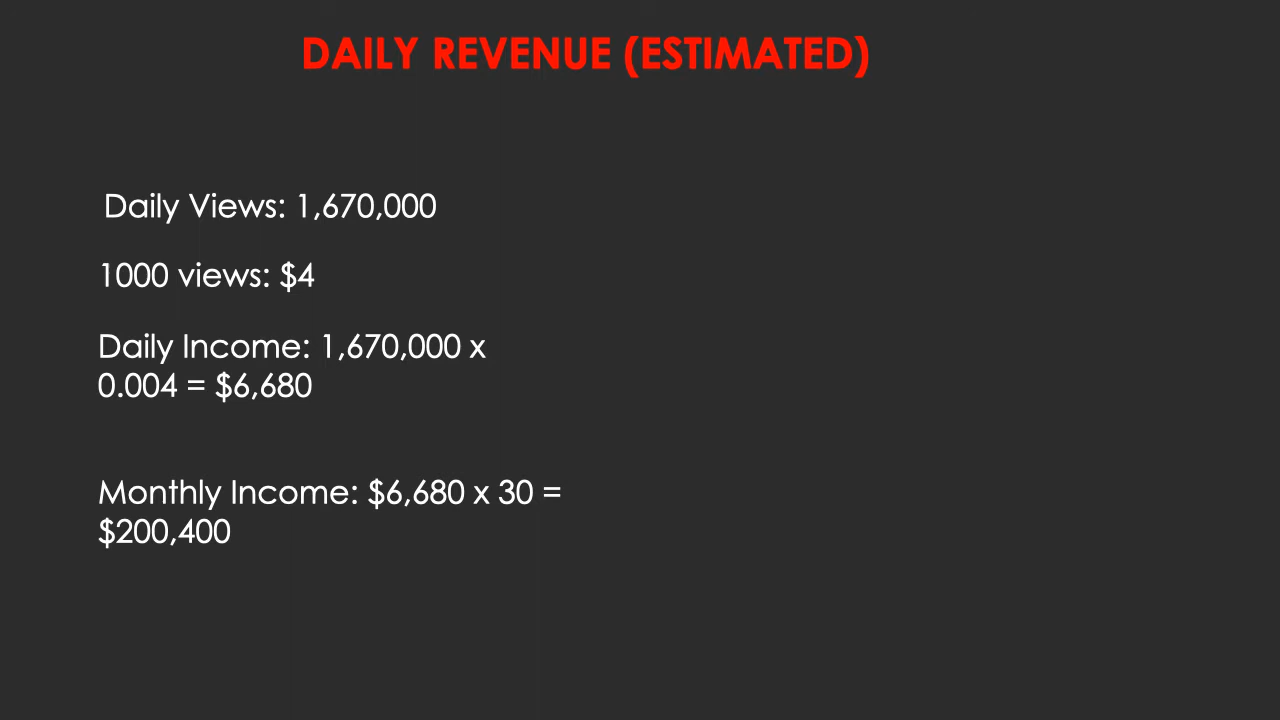 DAILY REVENUE (ESTIMATED)
Daily Views: 1,670,000
1000 views: $4
Daily Income: 1,670,000 x
0.004 = $6,680
Monthly Income: $6,680 x 30 =
$200,400